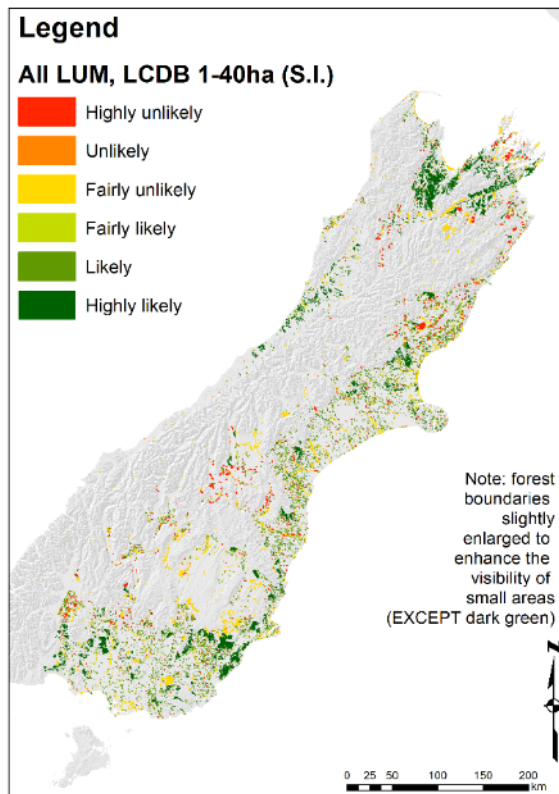 Legend
All LUM, LCDB 1-40ha (S.I.)
Highly unlikely
Unlikely
Fairly unlikely
Fairly likely
Likely
Highly likely
Note: forest
boundaries
slightly
enlarged to
enhance the
visibility of
small areas
(EXCEPT dark green)
N
0 25 50 100 150 200
km